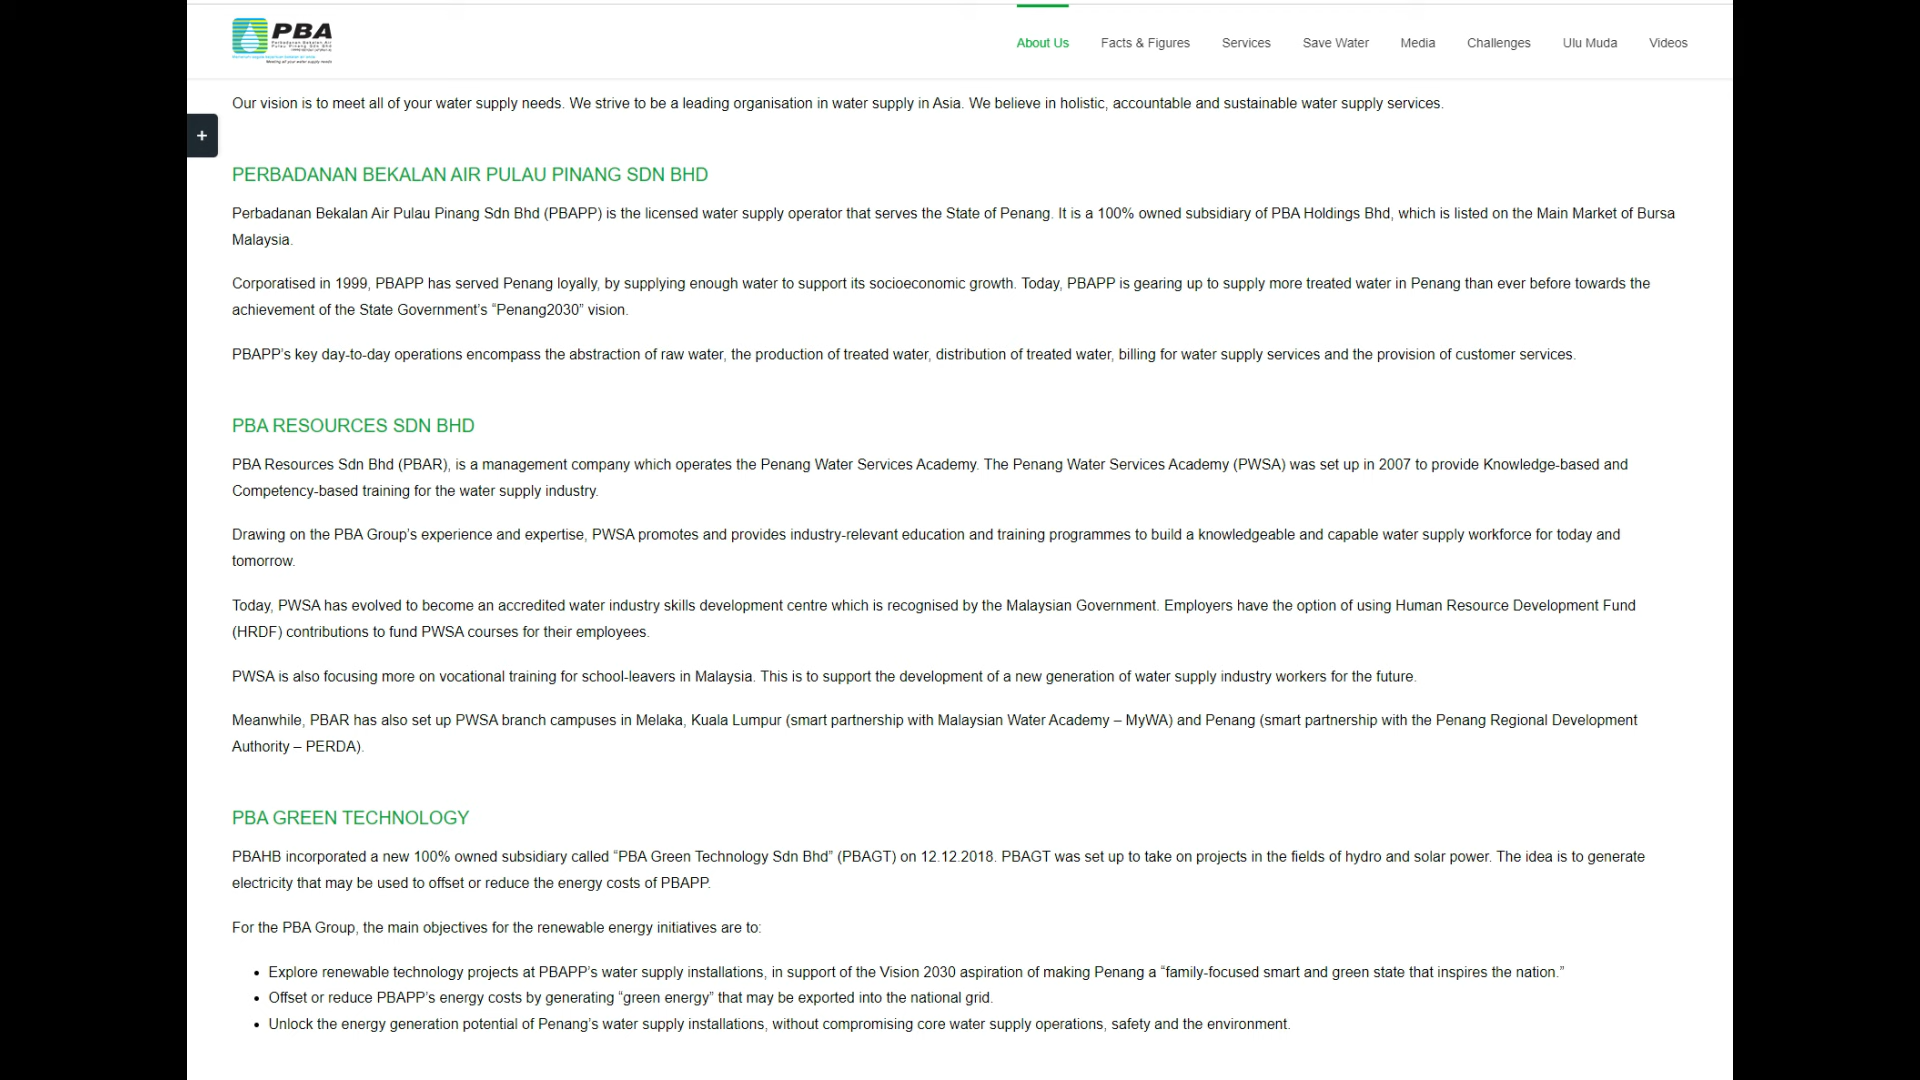 PBA
Perbadanan Bekalan Air
Pulau Pinang Sdn Bhd
Meeting all your water supply needs
About Us
Facts & Figures
Services
Save Water
Media
Challenges
Ulu Muda
Videos
Our vision is to meet all of your water supply needs. We strive to be a leading organisation in water supply in Asia. We believe in holistic, accountable and sustainable water supply services.
+
PERBADANAN BEKALAN AIR PULAU PINANG SDN BHD
Perbadanan Bekalan Air Pulau Pinang Sdn Bhd (PBAPP) is the licensed water supply operator that serves the State of Penang. It is a 100% owned subsidiary of PBA Holdings Bhd, which is listed on the Main Market of Bursa
Malaysia.
Corporatised in 1999, PBAPP has served Penang loyally, by supplying enough water to support its socioeconomic growth. Today, PBAPP is gearing up to supply more treated water in Penang than ever before towards the
achievement of the State Government’s “Penang2030” vision.
PBAPP’s key day-to-day operations encompass the abstraction of raw water, the production of treated water, distribution of treated water, billing for water supply services and the provision of customer services.
PBA RESOURCES SDN BHD
PBA Resources Sdn Bhd (PBAR), is a management company which operates the Penang Water Services Academy. The Penang Water Services Academy (PWSA) was set up in 2007 to provide Knowledge-based and
Competency-based training for the water supply industry.
Drawing on the PBA Group’s experience and expertise, PWSA promotes and provides industry-relevant education and training programmes to build a knowledgeable and capable water supply workforce for today and
tomorrow.
Today, PWSA has evolved to become an accredited water industry skills development centre which is recognised by the Malaysian Government. Employers have the option of using Human Resource Development Fund
(HRDF) contributions to fund PWSA courses for their employees.
PWSA is also focusing more on vocational training for school-leavers in Malaysia. This is to support the development of a new generation of water supply industry workers for the future.
Meanwhile, PBAR has also set up PWSA branch campuses in Melaka, Kuala Lumpur (smart partnership with Malaysian Water Academy – MyWA) and Penang (smart partnership with the Penang Regional Development
Authority – PERDA).
PBA GREEN TECHNOLOGY
PBAHB incorporated a new 100% owned subsidiary called “PBA Green Technology Sdn Bhd” (PBAGT) on 12.12.2018. PBAGT was set up to take on projects in the fields of hydro and solar power. The idea is to generate
electricity that may be used to offset or reduce the energy costs of PBAPP.
For the PBA Group, the main objectives for the renewable energy initiatives are to:
• Explore renewable technology projects at PBAPP’s water supply installations, in support of the Vision 2030 aspiration of making Penang a “family-focused smart and green state that inspires the nation.”
• Offset or reduce PBAPP’s energy costs by generating “green energy” that may be exported into the national grid.
• Unlock the energy generation potential of Penang’s water supply installations, without compromising core water supply operations, safety and the environment.